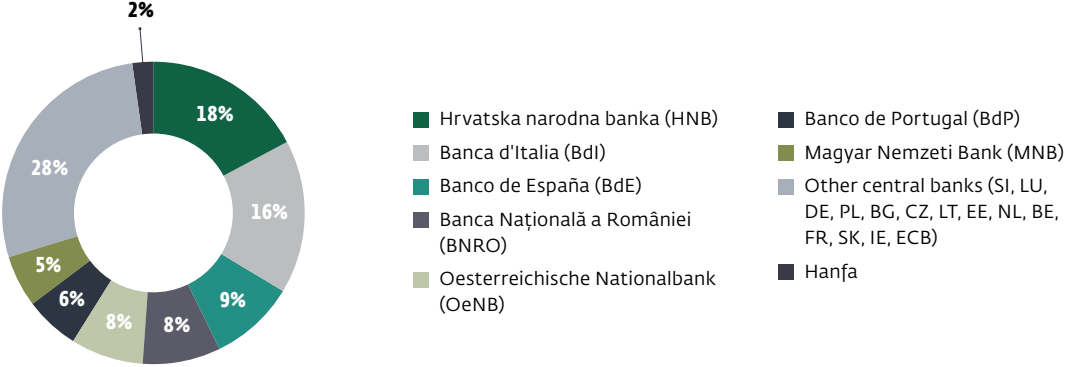 2%
18%
28%
16%
5%
6%
9%
8%
8%
Hrvatska narodna banka (HNB)
Banca d'Italia (BdI)
Banco de España (BdE)
Banca Națională a României
(BNRO)
Oesterreichische Nationalbank
(OeNB)
Banco de Portugal (BdP)
Magyar Nemzeti Bank (MNB)
Other central banks (SI, LU,
DE, PL, BG, CZ, LT, EE, NL, BE,
FR, SK, IE, ECB)
Hanfa